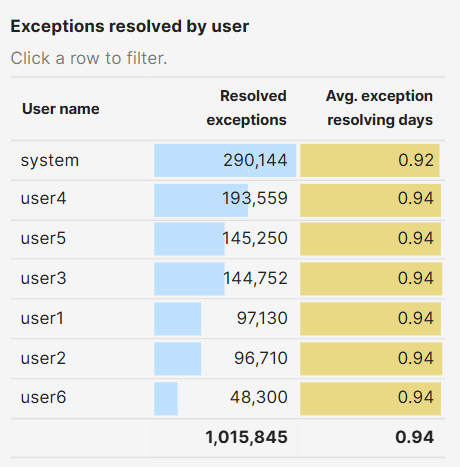 Exceptions resolved by user
Click a row to filter.
User name Resolved exceptions Avg. exception resolving days
system 290,144 0.92
user4 193,559 0.94
user5 145,250 0.94
user3 144,752 0.94
user1 97,130 0.94
user2 96,710 0.94
user6 48,300 0.94
1,015,845 0.94